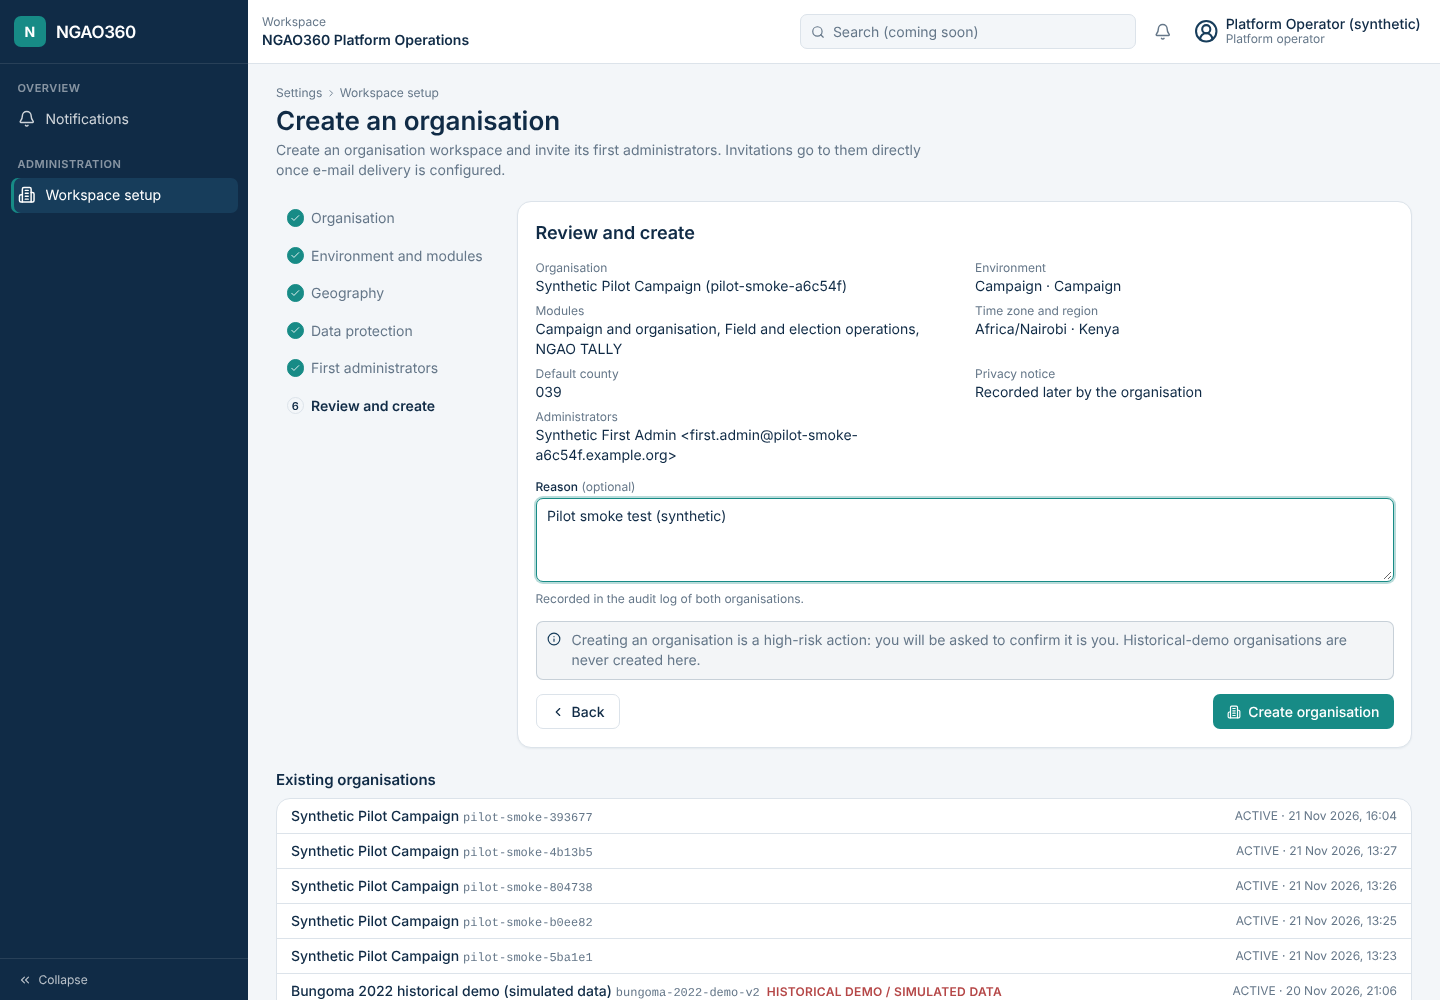 N NGAO360
Workspace
NGAO360 Platform Operations
Search (coming soon)
Platform Operator (synthetic)
Platform operator
OVERVIEW
Notifications
ADMINISTRATION
Workspace setup
Collapse
Settings › Workspace setup
Create an organisation
Create an organisation workspace and invite its first administrators. Invitations go to them directly
once e-mail delivery is configured.
Organisation
Environment and modules
Geography
Data protection
First administrators
6 Review and create
Review and create
Organisation
Synthetic Pilot Campaign (pilot-smoke-a6c54f)
Environment
Campaign · Campaign
Modules
Campaign and organisation, Field and election operations,
NGAO TALLY
Time zone and region
Africa/Nairobi · Kenya
Default county
039
Privacy notice
Recorded later by the organisation
Administrators
Synthetic First Admin <first.admin@pilot-smoke-
a6c54f.example.org>
Reason (optional)
Pilot smoke test (synthetic)
Recorded in the audit log of both organisations.
Creating an organisation is a high-risk action: you will be asked to confirm it is you. Historical-demo organisations are
never created here.
Back
Create organisation
Existing organisations
Synthetic Pilot Campaign pilot-smoke-393677 ACTIVE · 21 Nov 2026, 16:04
Synthetic Pilot Campaign pilot-smoke-4b13b5 ACTIVE · 21 Nov 2026, 13:27
Synthetic Pilot Campaign pilot-smoke-804738 ACTIVE · 21 Nov 2026, 13:26
Synthetic Pilot Campaign pilot-smoke-b0ee82 ACTIVE · 21 Nov 2026, 13:25
Synthetic Pilot Campaign pilot-smoke-5ba1e1 ACTIVE · 21 Nov 2026, 13:23
Bungoma 2022 historical demo (simulated data) bungoma-2022-demo-v2 HISTORICAL DEMO / SIMULATED DATA ACTIVE · 20 Nov 2026, 21:06